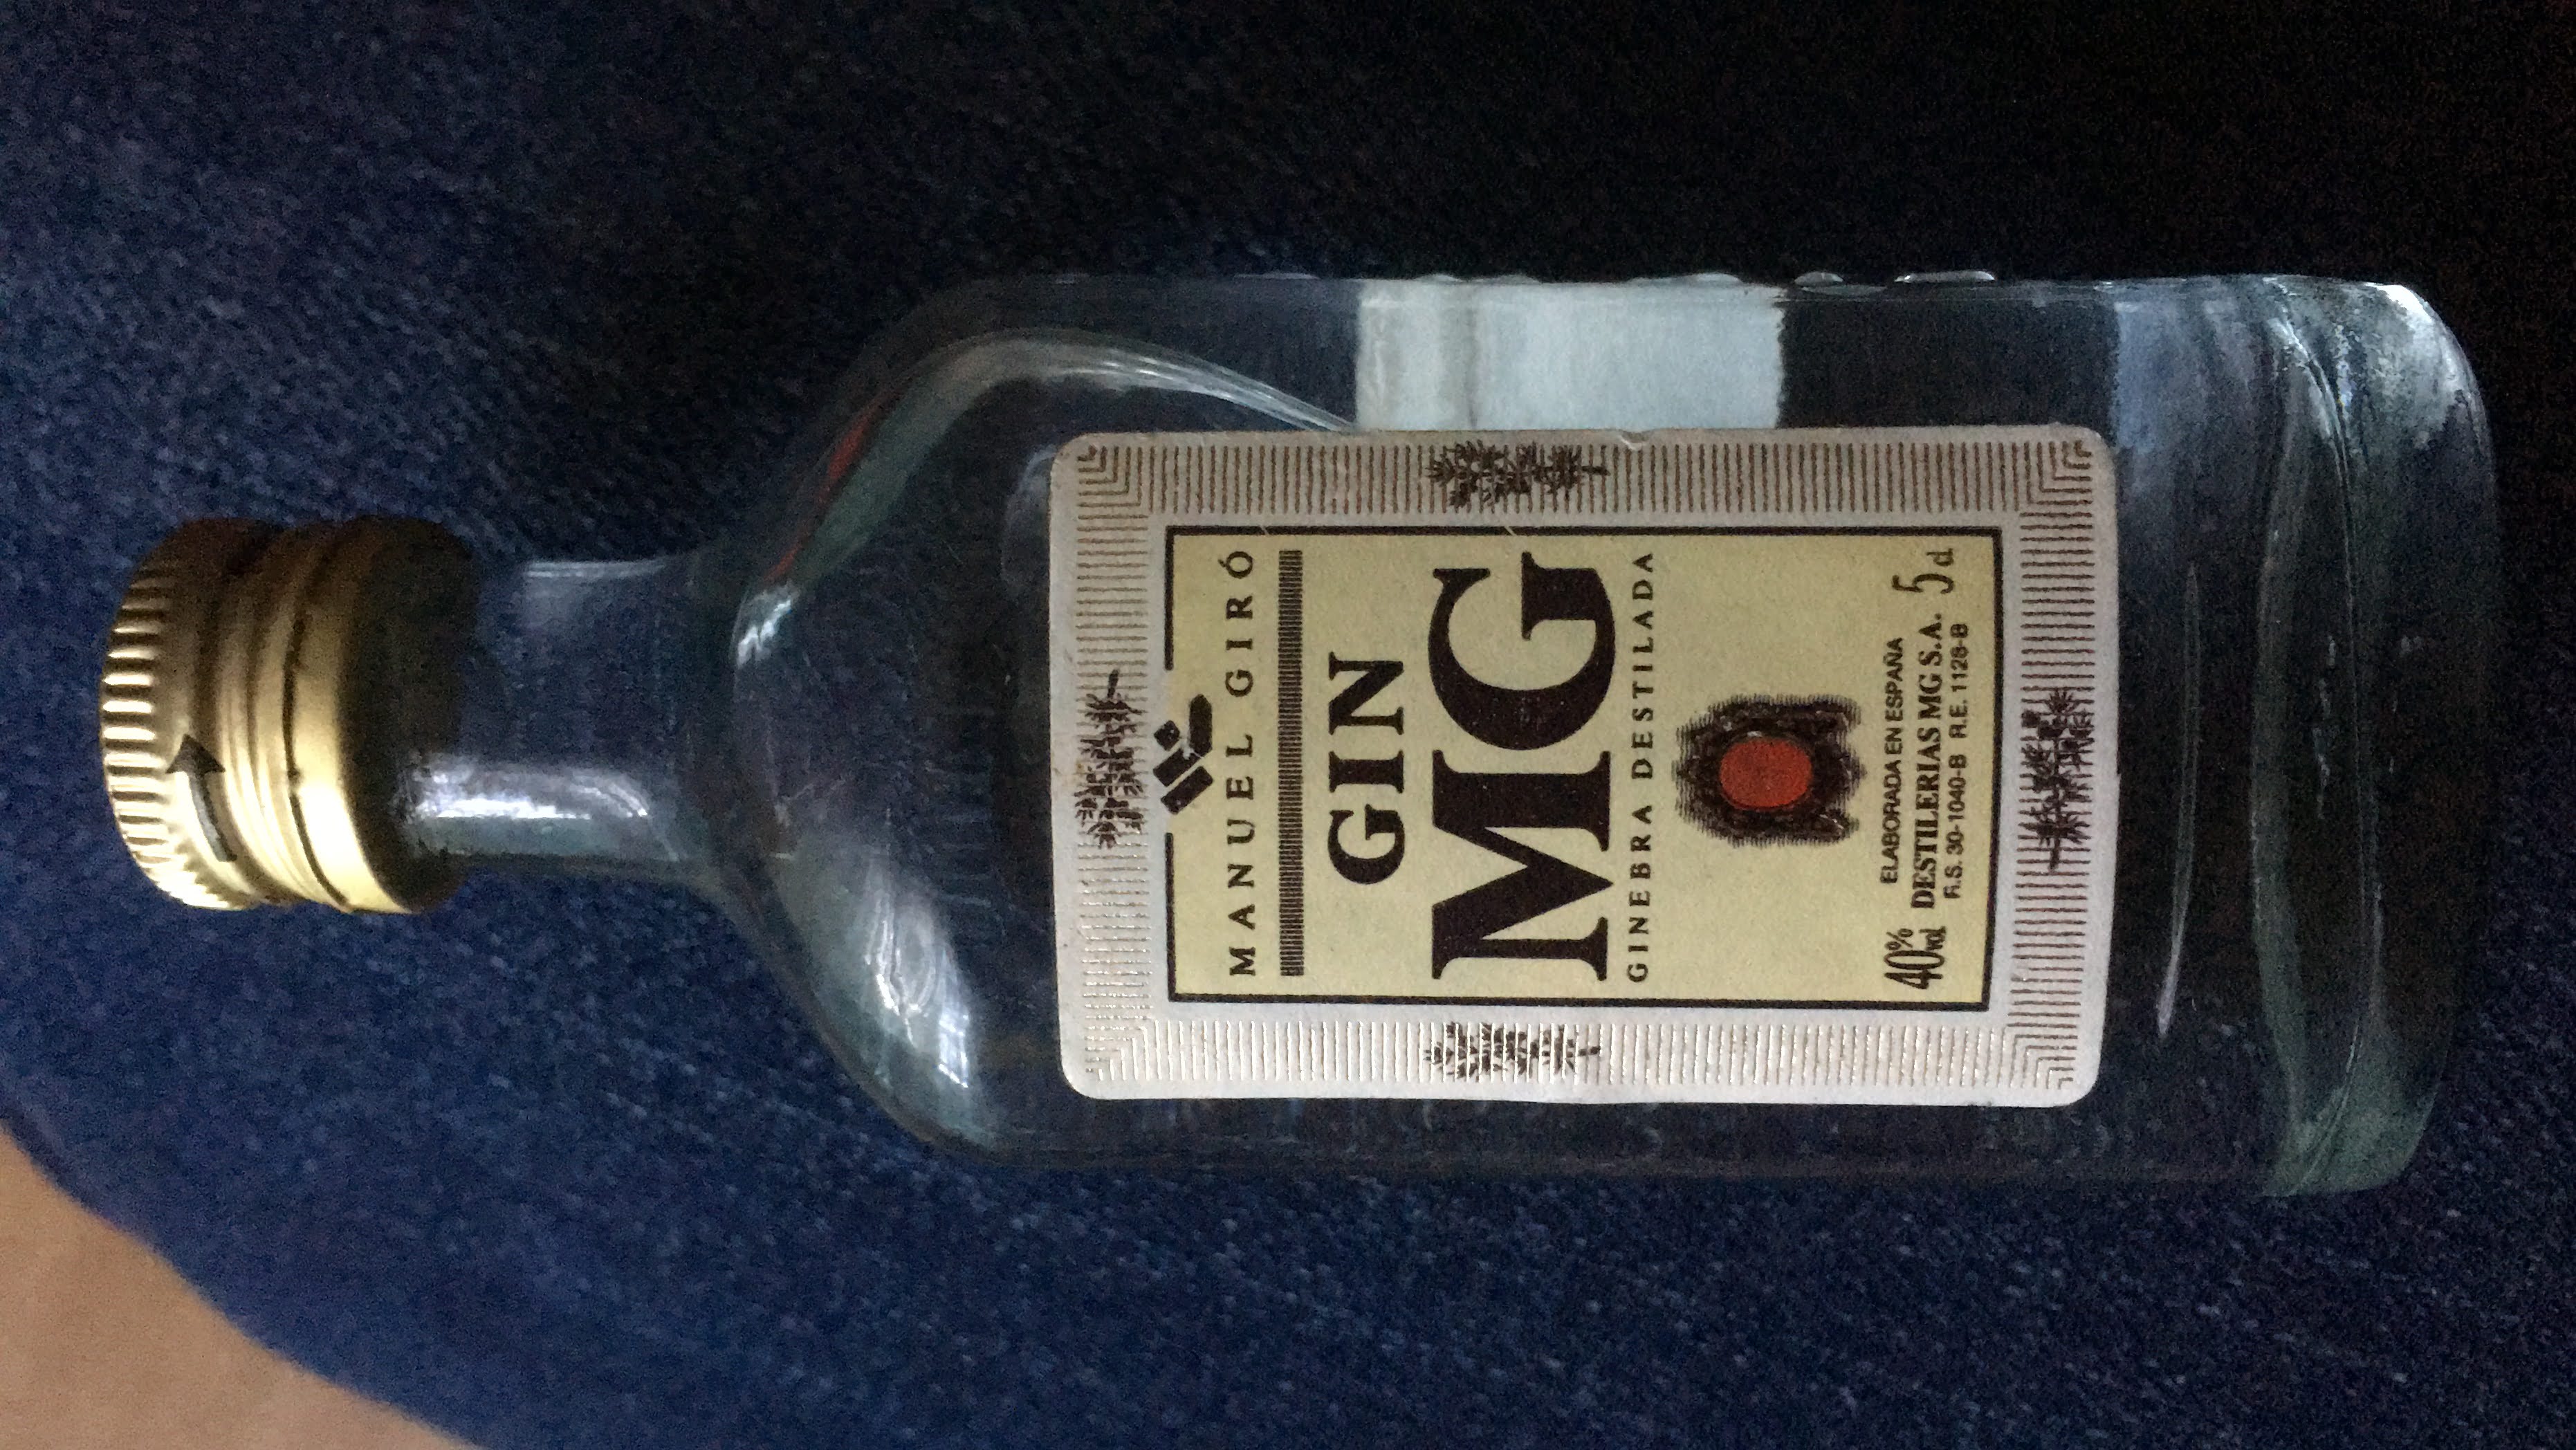 MANUEL GIRÓ
GIN
MG
GINEBRA DESTILADA
ELABORADA EN ESPAÑA
40% vol DESTILERIAS MG S.A. 5 cl
R.S. 30-1040-B R.E. 1128-B